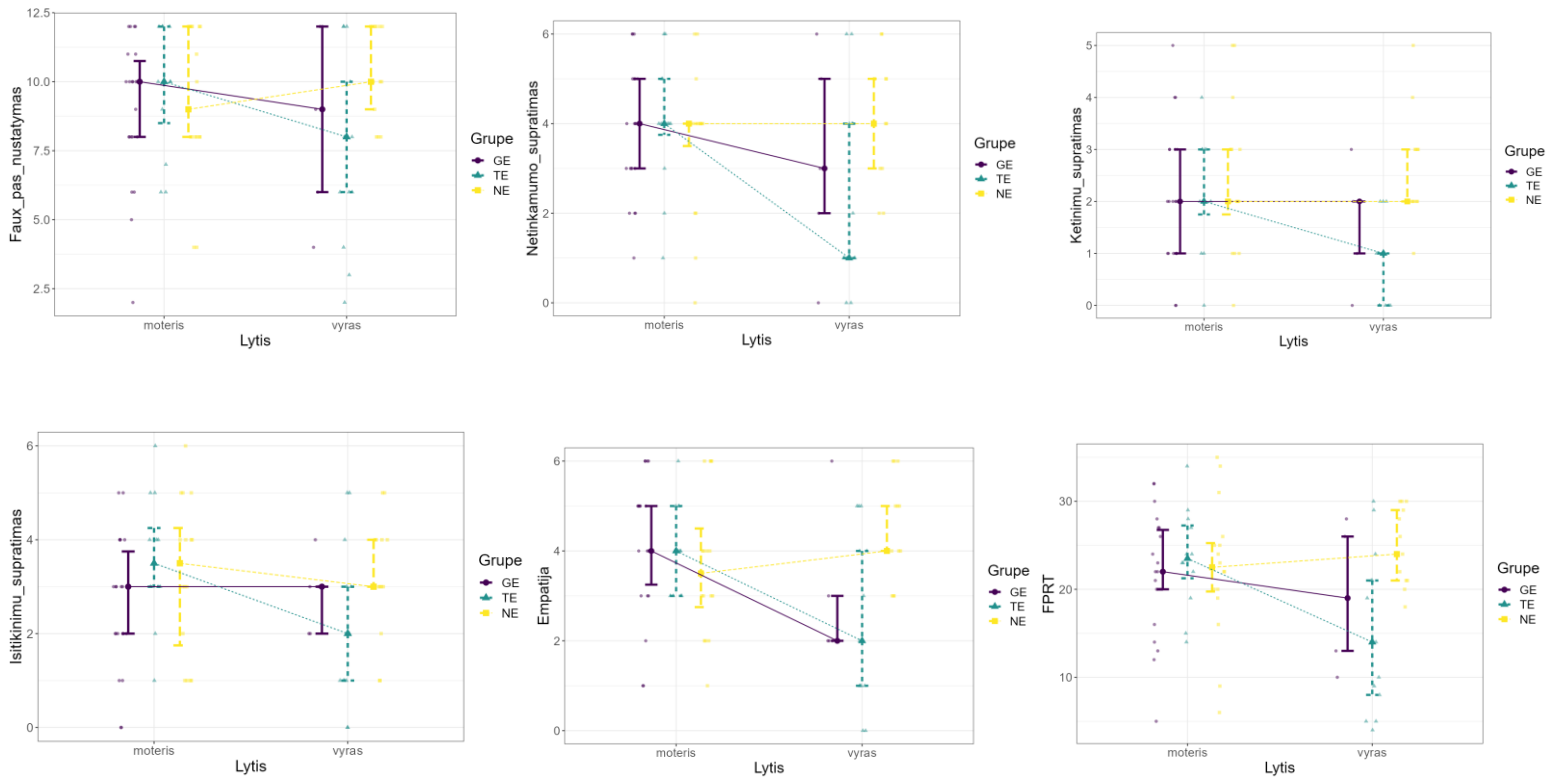 Faux_pas_nustatymas
12.5
10.0
7.5
5.0
2.5
moteris
vyras
Lytis
Grupe
GE
TE
NE
Netinkamumo_supratimas
6
4
2
0
moteris
vyras
Lytis
Grupe
GE
TE
NE
Ketinimu_supratimas
5
4
3
2
1
0
moteris
vyras
Lytis
Grupe
GE
TE
NE
Isitikinimu_supratimas
6
4
2
0
moteris
vyras
Lytis
Grupe
GE
TE
NE
Empatija
6
4
2
0
moteris
vyras
Lytis
Grupe
GE
TE
NE
FPRT
30
20
10
moteris
vyras
Lytis
Grupe
GE
TE
NE